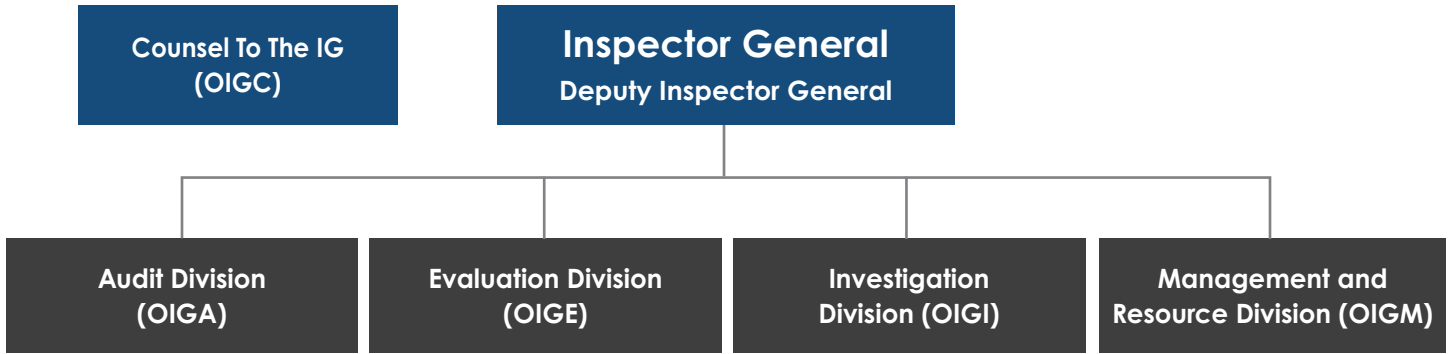 Counsel To The IG
(OIGC)
Inspector General
Deputy Inspector General
Audit Division
(OIGA)
Evaluation Division
(OIGE)
Investigation
Division (OIGI)
Management and
Resource Division (OIGM)